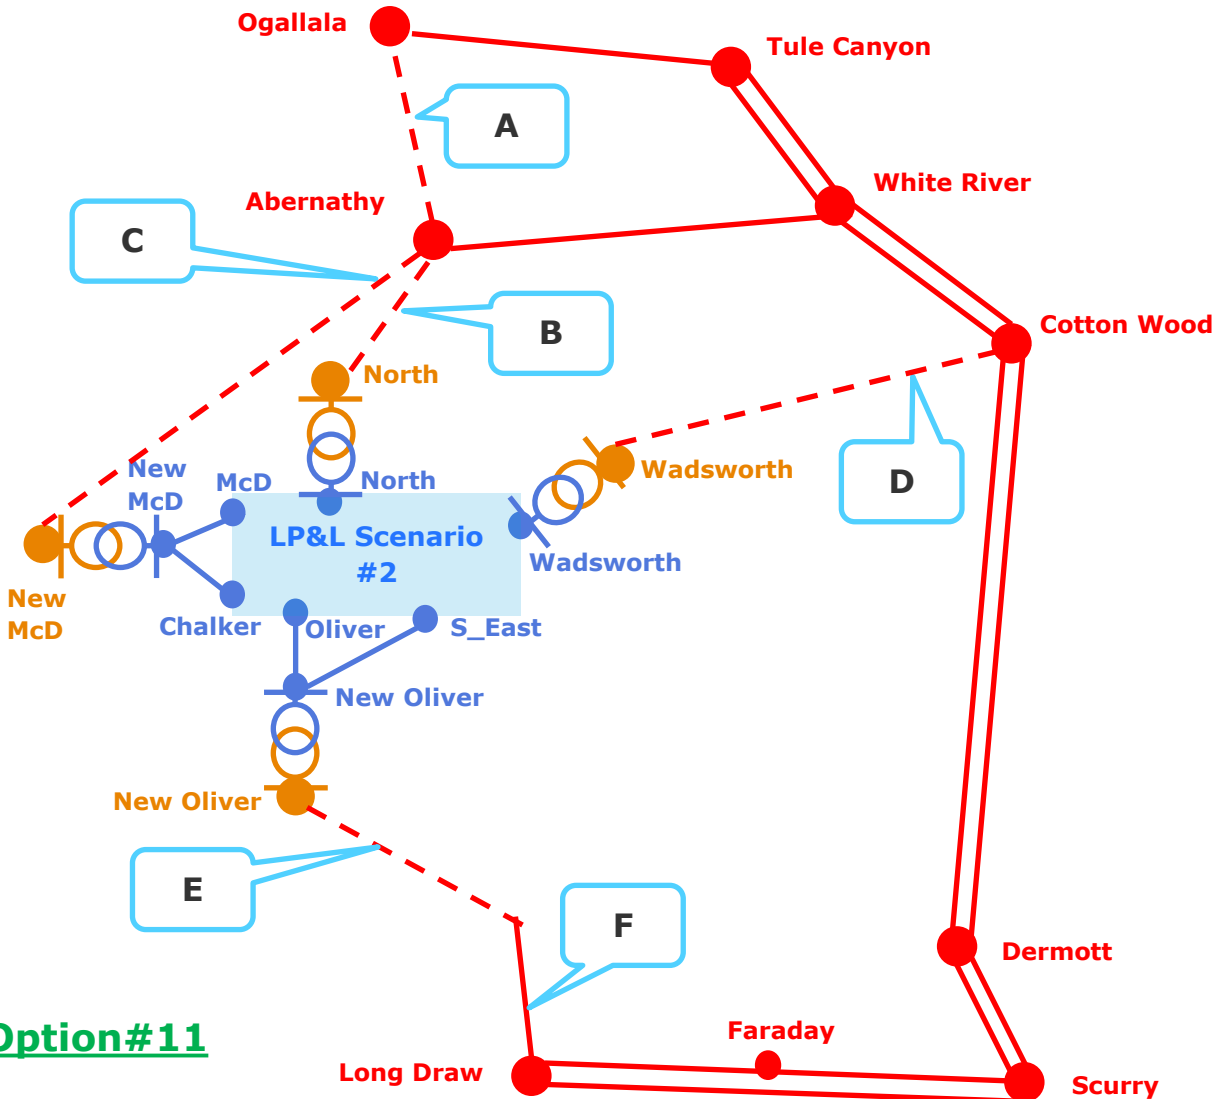 Ogallala
Tule Canyon
A
White River
Abernathy
C
B
Cotton Wood
North
New
McD
McD
North
Wadsworth
D
LP&L Scenario
#2
Wadsworth
New
McD
Chalker
Oliver
S_East
New Oliver
New Oliver
E
F
Dermott
Option#11
Faraday
Long Draw
Scurry